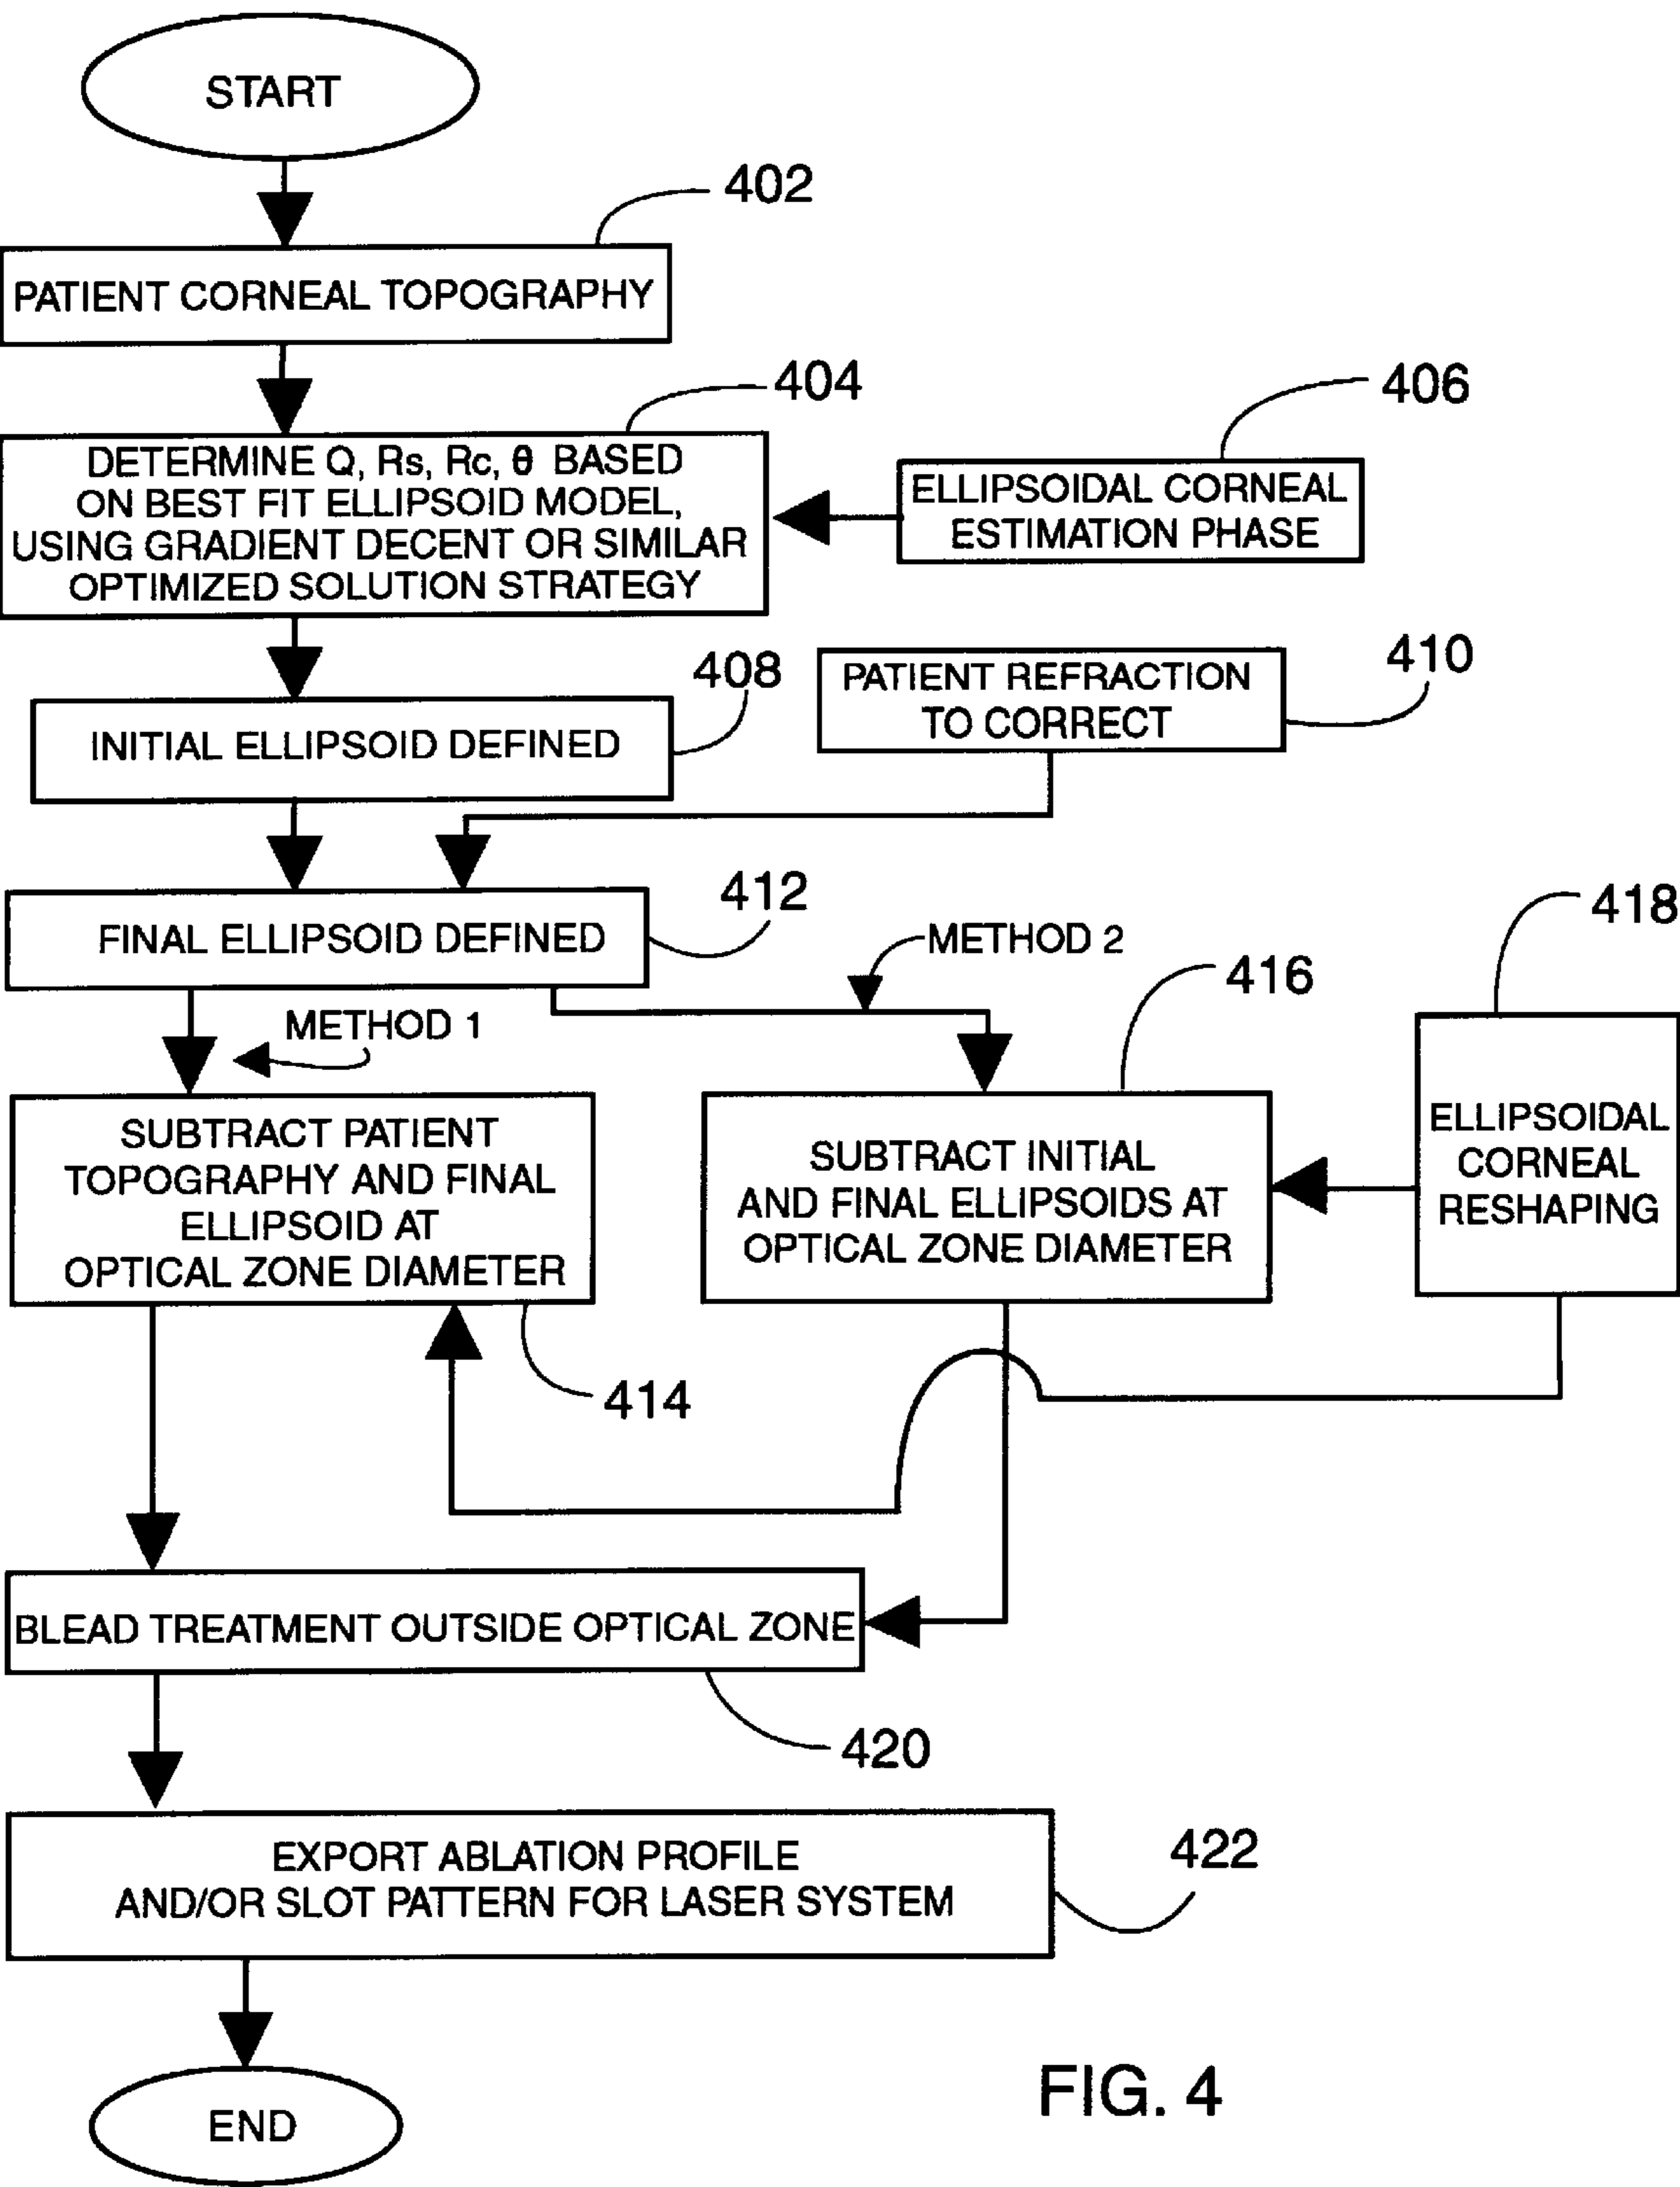 START
402
PATIENT CORNEAL TOPOGRAPHY
404
406
DETERMINE Q, Rs, Rc, θ BASED
ON BEST FIT ELLIPSOID MODEL,
USING GRADIENT DECENT OR SIMILAR
OPTIMIZED SOLUTION STRATEGY
ELLIPSOIDAL CORNEAL
ESTIMATION PHASE
408
410
INITIAL ELLIPSOID DEFINED
PATIENT REFRACTION
TO CORRECT
412
418
FINAL ELLIPSOID DEFINED
METHOD 2
416
METHOD 1
SUBTRACT PATIENT
TOPOGRAPHY AND FINAL
ELLIPSOID AT
OPTICAL ZONE DIAMETER
SUBTRACT INITIAL
AND FINAL ELLIPSOIDS AT
OPTICAL ZONE DIAMETER
ELLIPSOIDAL
CORNEAL
RESHAPING
414
BLEAD TREATMENT OUTSIDE OPTICAL ZONE
420
EXPORT ABLATION PROFILE
AND/OR SLOT PATTERN FOR LASER SYSTEM
422
END
FIG. 4